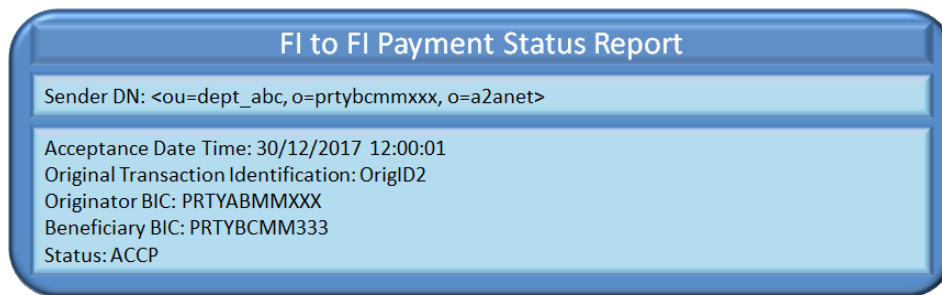 FI to FI Payment Status Report
Sender DN: <ou=dept_abc, o=prtybcmmxxx, o=a2anet>
Acceptance Date Time: 30/12/2017 12:00:01
Original Transaction Identification: OrigID2
Originator BIC: PRTYABMMXXX
Beneficiary BIC: PRTYBCMM333
Status: ACCP